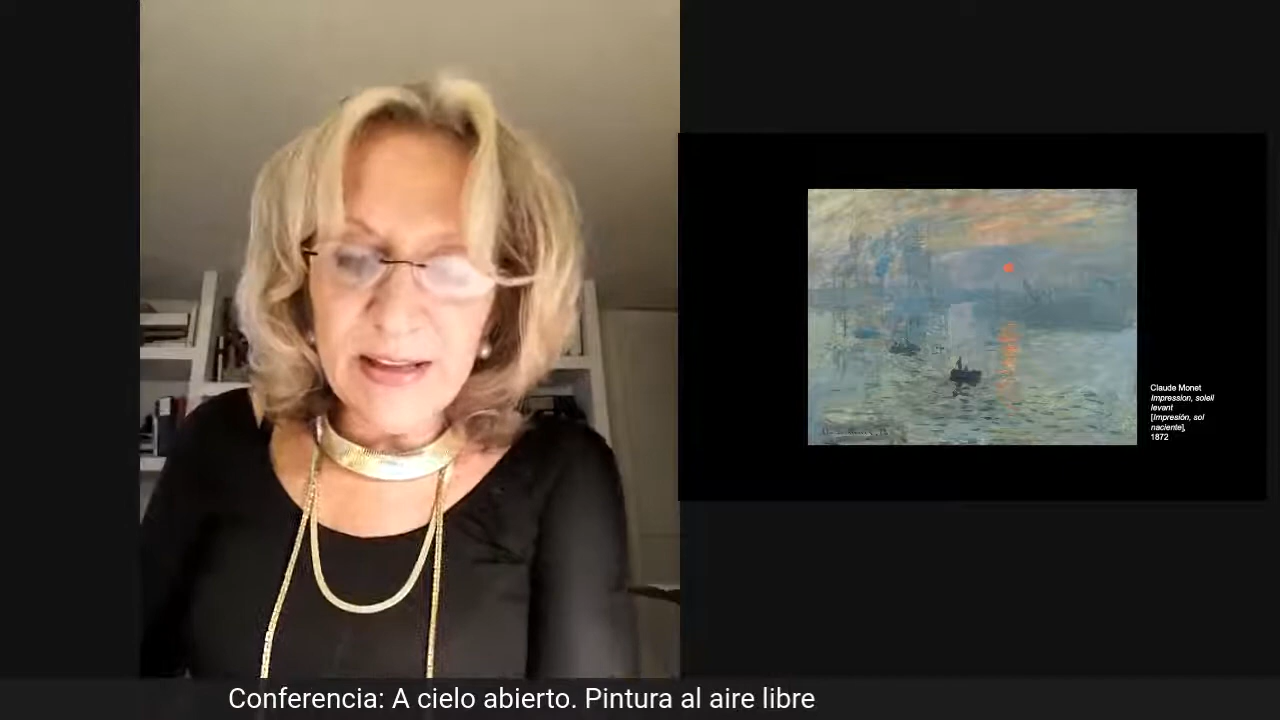 Claude Monet
Impression, soleil
levant
[Impresión, sol
naciente],
1872
Conferencia: A cielo abierto. Pintura al aire libre